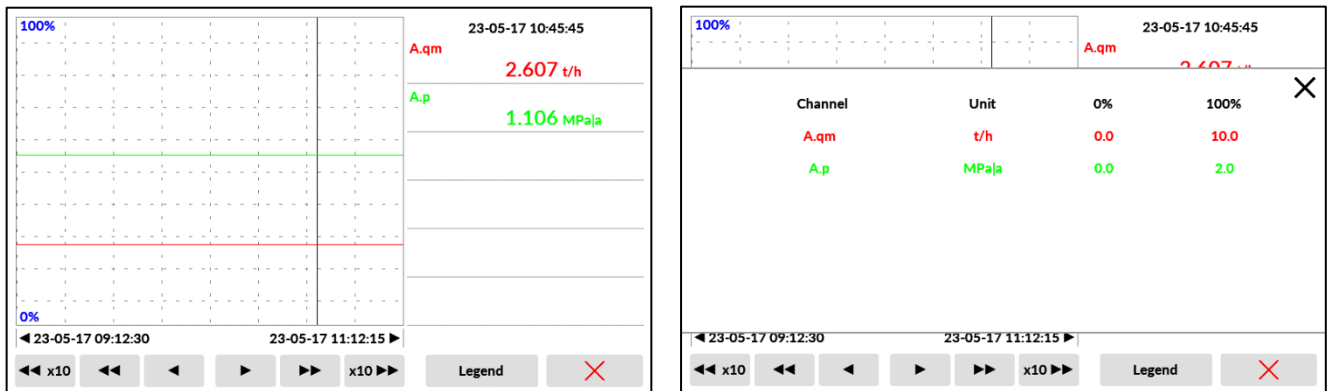 100%
23-05-17 10:45:45
A.qm
2.607 t/h
A.p
1.106 MPa|a
0%
◀ 23-05-17 09:12:30 23-05-17 11:12:15 ▶
◀◀ x10 ◀◀ ◀ ▶ ▶▶ x10 ▶▶ Legend
100%
23-05-17 10:45:45
A.qm
Channel Unit 0% 100%
A.qm t/h 0.0 10.0
A.p MPa|a 0.0 2.0
◀ 23-05-17 09:12:30 23-05-17 11:12:15 ▶
◀◀ x10 ◀◀ ◀ ▶ ▶▶ x10 ▶▶ Legend